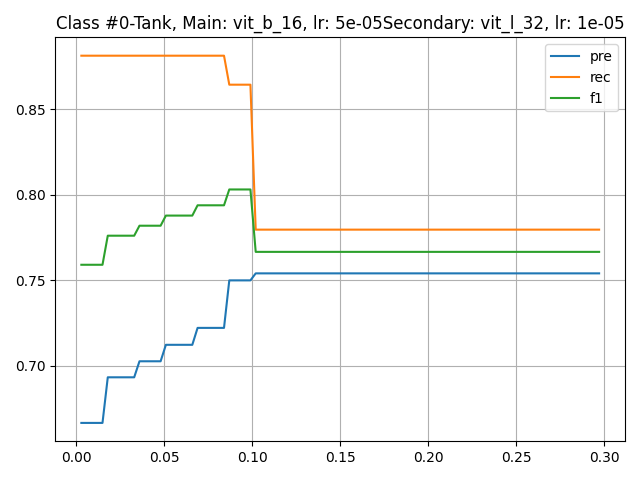 Class #0-Tank, Main: vit_b_16, lr: 5e-05Secondary: vit_l_32, lr: 1e-05
pre
rec
f1
0.85
0.80
0.75
0.70
0.00 0.05 0.10 0.15 0.20 0.25 0.30